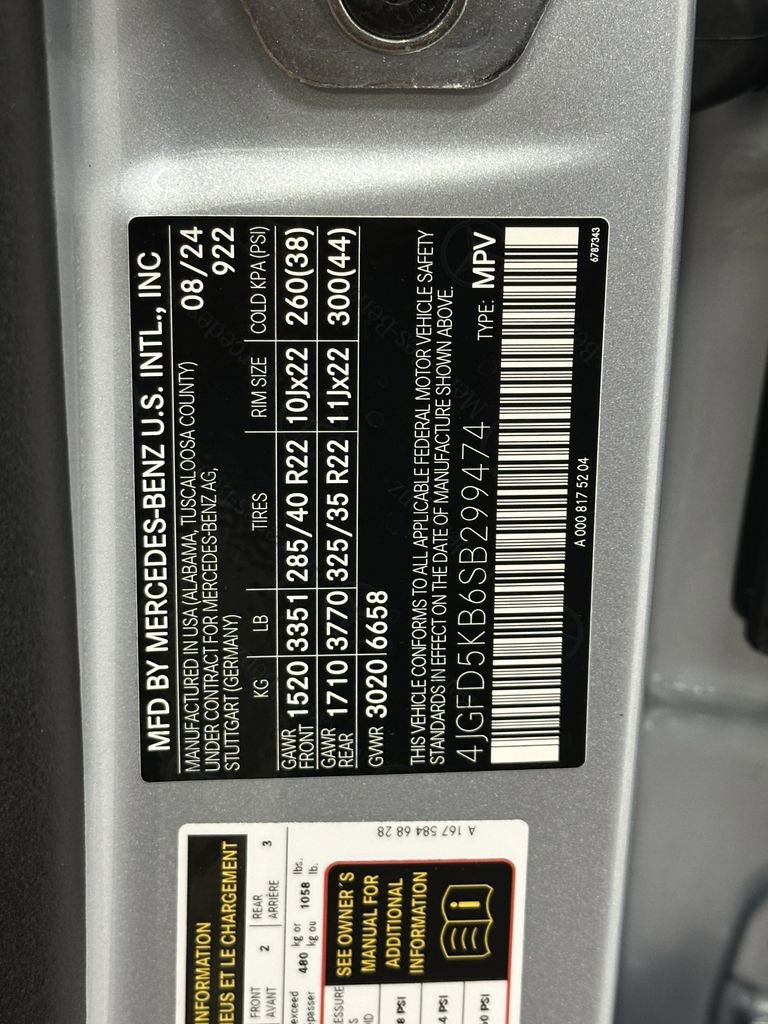 MFD BY MERCEDES-BENZ U.S. INTL., INC
MANUFACTURED IN USA (ALABAMA, TUSCALOOSA COUNTY) 08/24
UNDER CONTRACT FOR MERCEDES-BENZ AG, 922
STUTTGART (GERMANY)
KG LB TIRES RIM SIZE COLD KPA (PSI)
GAWR FRONT 1520 3351 285/40 R22 10Jx22 260(38)
GAWR REAR 1710 3770 325/35 R22 11Jx22 300(44)
GVWR 3020 6658
THIS VEHICLE CONFORMS TO ALL APPLICABLE FEDERAL MOTOR VEHICLE SAFETY
STANDARDS IN EFFECT ON THE DATE OF MANUFACTURE SHOWN ABOVE.
4JGFD5KB6SB299474 TYPE: MPV
A 000 817 52 04
6787343
INFORMATION
ET LE CHARGEMENT
FRONT 2 REAR 3
AVANT ARRIÈRE
exceed 480 kg or 1058 lbs.
kg ou lb.
A 167 584 68 28
SEE OWNER'S
MANUAL FOR
ADDITIONAL
INFORMATION
PSI
PSI
PSI